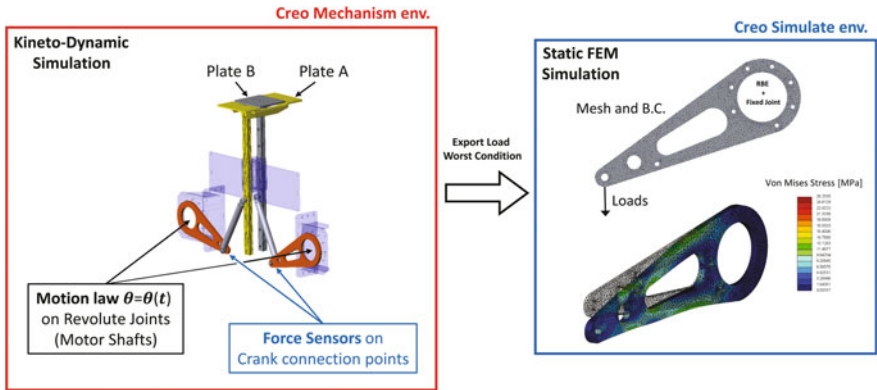 Creo Mechanism env.
Kineto-Dynamic
Simulation
Plate B
Plate A
Motion law θ=θ(t)
on Revolute Joints
(Motor Shafts)
Force Sensors on
Crank connection points
Export Load
Worst Condition
Creo Simulate env.
Static FEM
Simulation
Mesh and B.C.
RBE
+
Fixed Joint
Loads
Von Mises Stress [MPa]